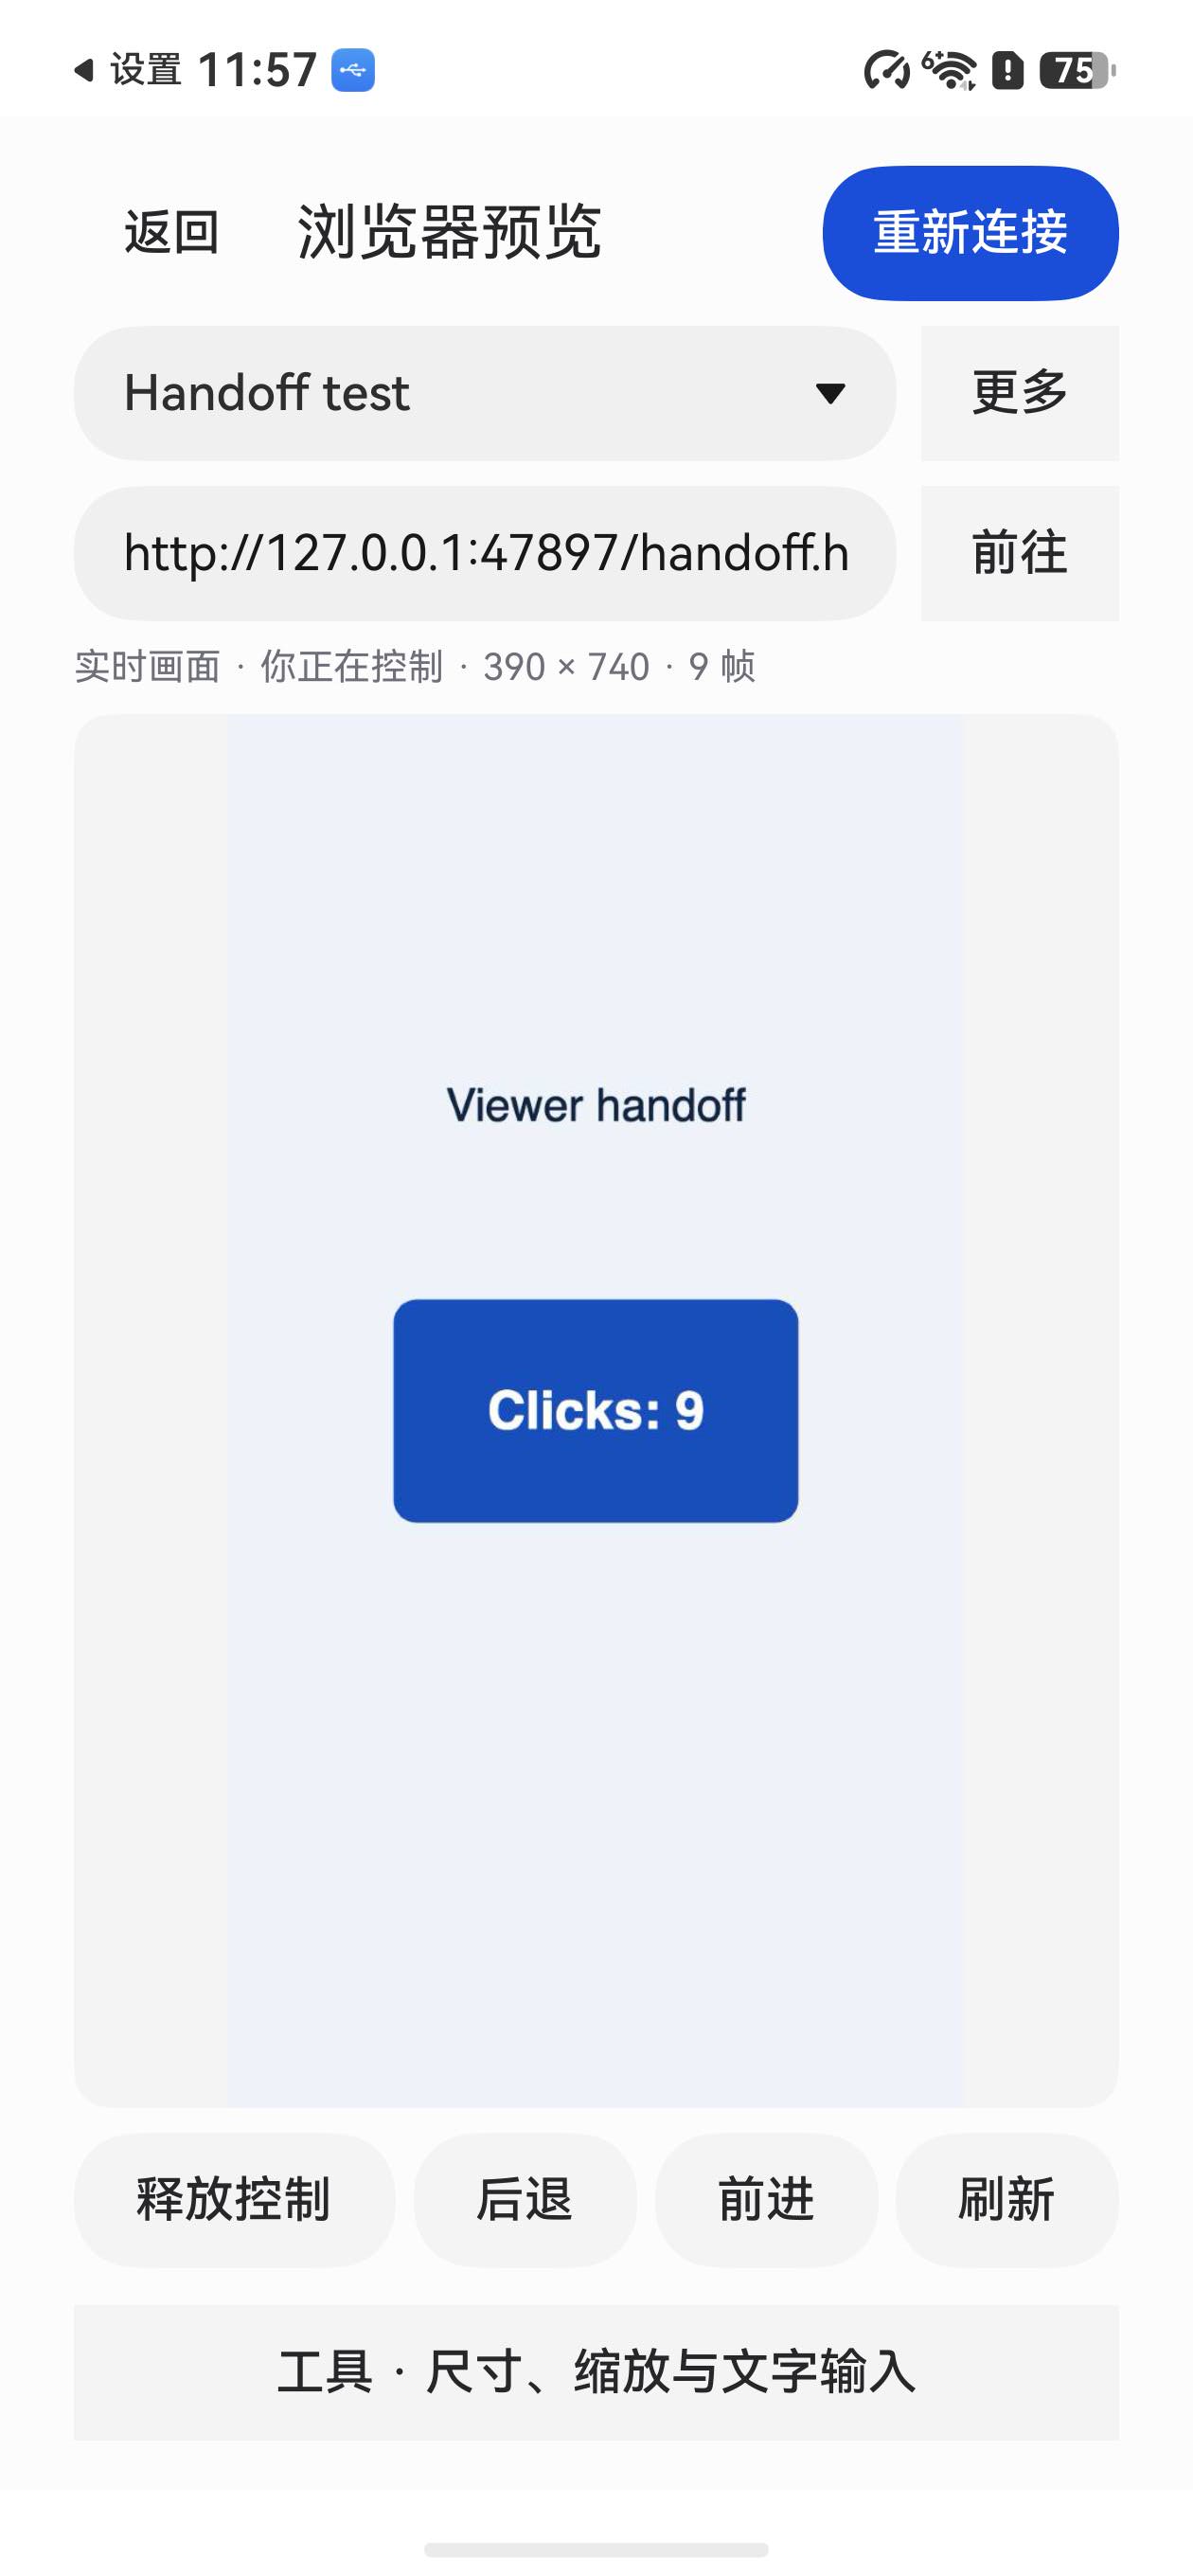 设置 11:57
6+ 75
返回 浏览器预览 重新连接
Handoff test 更多
http://127.0.0.1:47897/handoff.h 前往
实时画面 · 你正在控制 · 390 × 740 · 9 帧
Viewer handoff
Clicks: 9
释放控制 后退 前进 刷新
工具 · 尺寸、缩放与文字输入